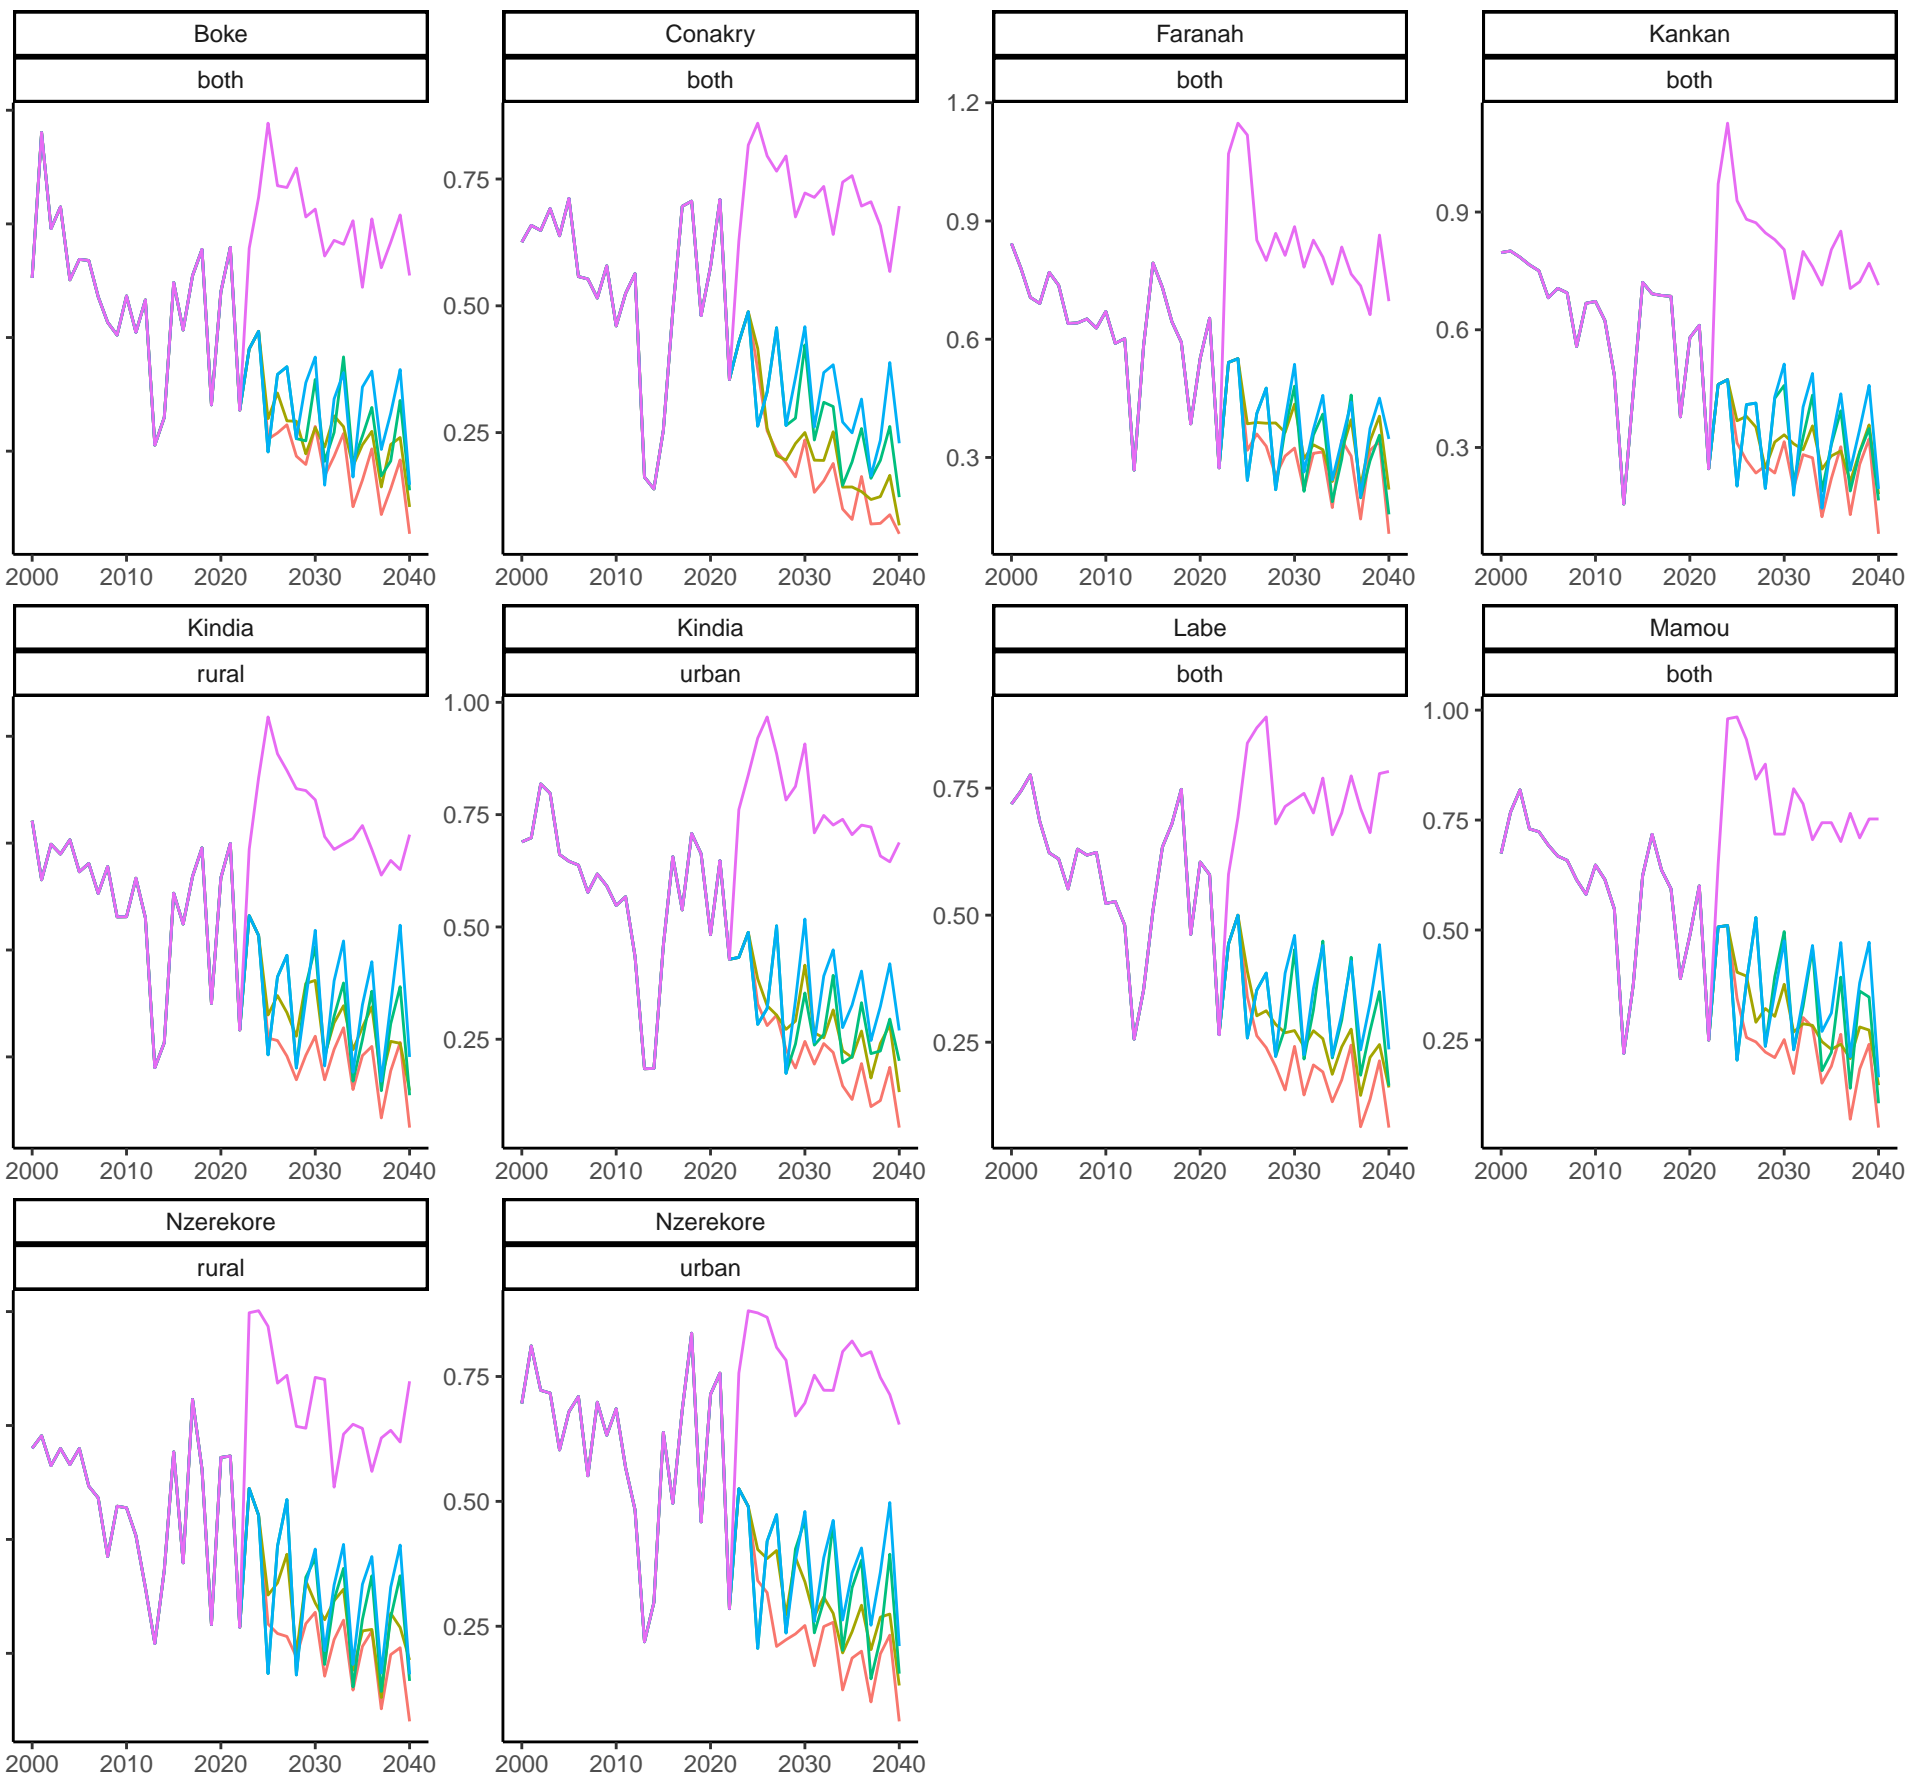 Boke Conakry Faranah Kankan
both both both both
1.2
0.75 0.9 0.9
0.50 0.6 0.6
0.25 0.3 0.3
2000 2010 2020 2030 2040 2000 2010 2020 2030 2040 2000 2010 2020 2030 2040 2000 2010 2020 2030 2040
Kindia Kindia Labe Mamou
rural urban both both
1.00 1.00
0.75 0.75 0.75
0.50 0.50 0.50
0.25 0.25 0.25
2000 2010 2020 2030 2040 2000 2010 2020 2030 2040 2000 2010 2020 2030 2040 2000 2010 2020 2030 2040
Nzerekore Nzerekore
rural urban
0.75
0.50
0.25
2000 2010 2020 2030 2040 2000 2010 2020 2030 2040